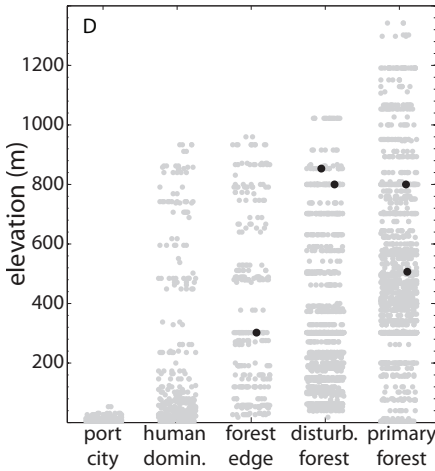 D
1200
1000
800
600
400
200
elevation (m)
port city
human domin.
forest edge
disturb. forest
primary forest